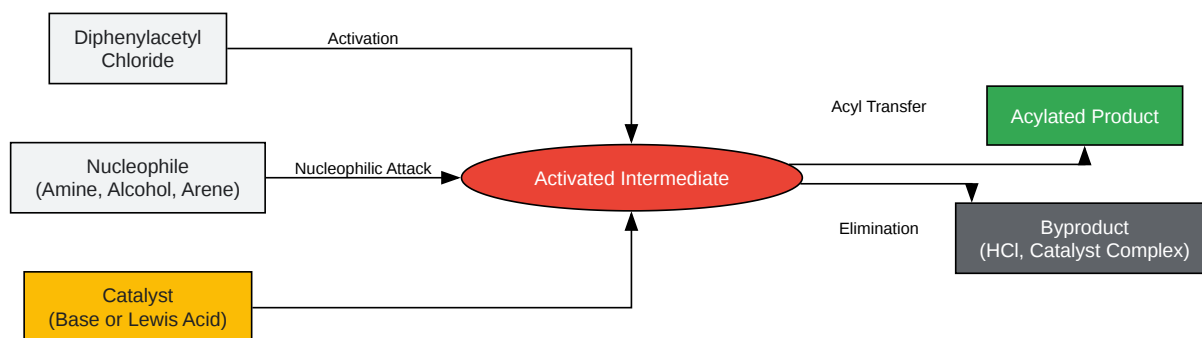 Diphenylacetyl
Chloride
Activation
Nucleophile
(Amine, Alcohol, Arene)
Nucleophilic Attack
Catalyst
(Base or Lewis Acid)
Activated Intermediate
Acyl Transfer
Acylated Product
Elimination
Byproduct
(HCl, Catalyst Complex)